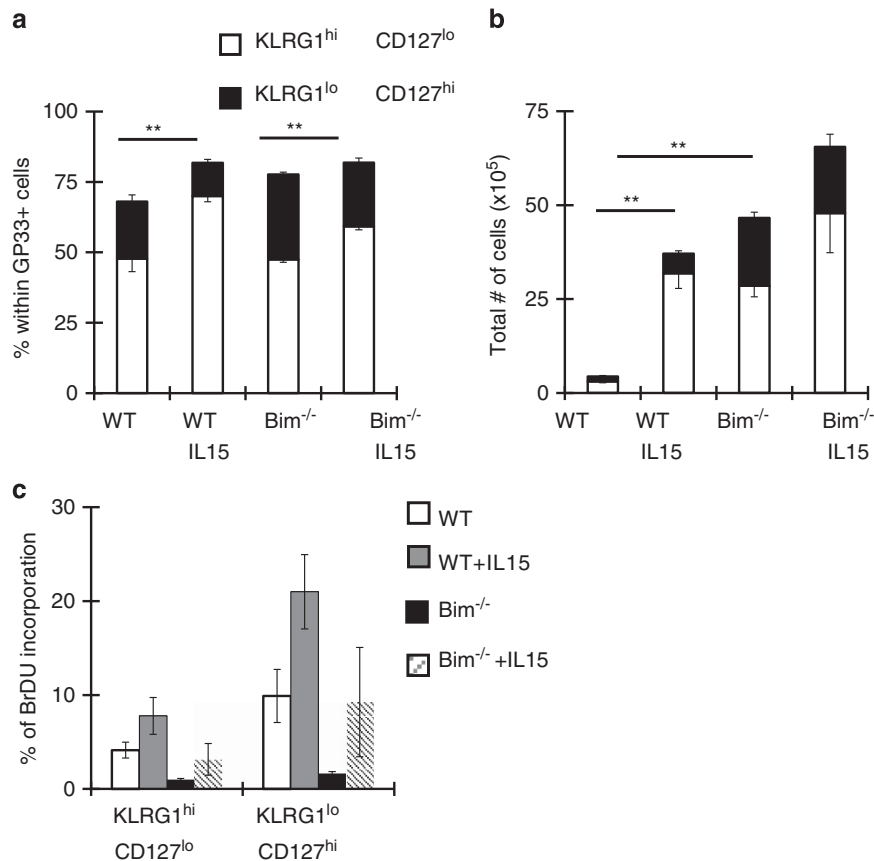 a
KLRG1hi CD127lo
KLRG1lo CD127hi
% within GP33+ cells
100
75
50
25
0
** **
WT WT Bim-/- Bim-/-
IL15 IL15
b
Total # of cells (x10^5)
75
50
25
0
**
**
WT WT Bim-/- Bim-/-
IL15 IL15
c
% of BrDU incorporation
30
20
10
0
KLRG1hi KLRG1lo
CD127lo CD127hi
WT
WT+IL15
Bim-/-
Bim-/- +IL15